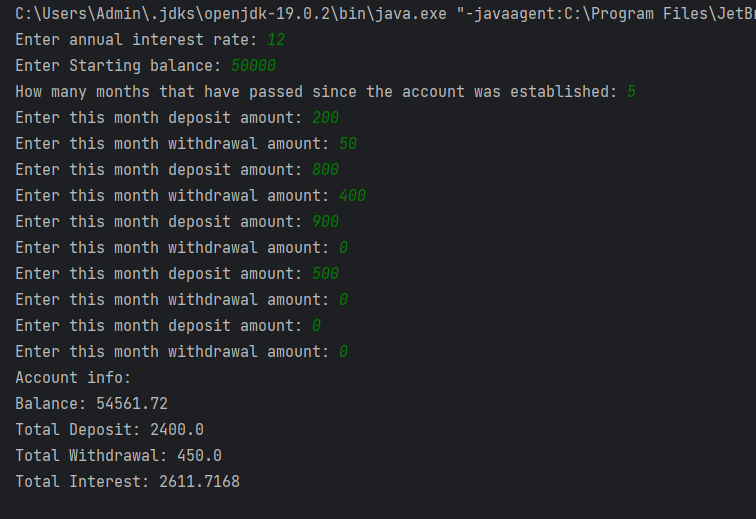 C:\Users\Admin\.jdks\openjdk-19.0.2\bin\java.exe "-javaagent:C:\Program Files\JetBr
Enter annual interest rate: 12
Enter Starting balance: 50000
How many months that have passed since the account was established: 5
Enter this month deposit amount: 200
Enter this month withdrawal amount: 50
Enter this month deposit amount: 800
Enter this month withdrawal amount: 400
Enter this month deposit amount: 900
Enter this month withdrawal amount: 0
Enter this month deposit amount: 500
Enter this month withdrawal amount: 0
Enter this month deposit amount: 0
Enter this month withdrawal amount: 0
Account info:
Balance: 54561.72
Total Deposit: 2400.0
Total Withdrawal: 450.0
Total Interest: 2611.7168